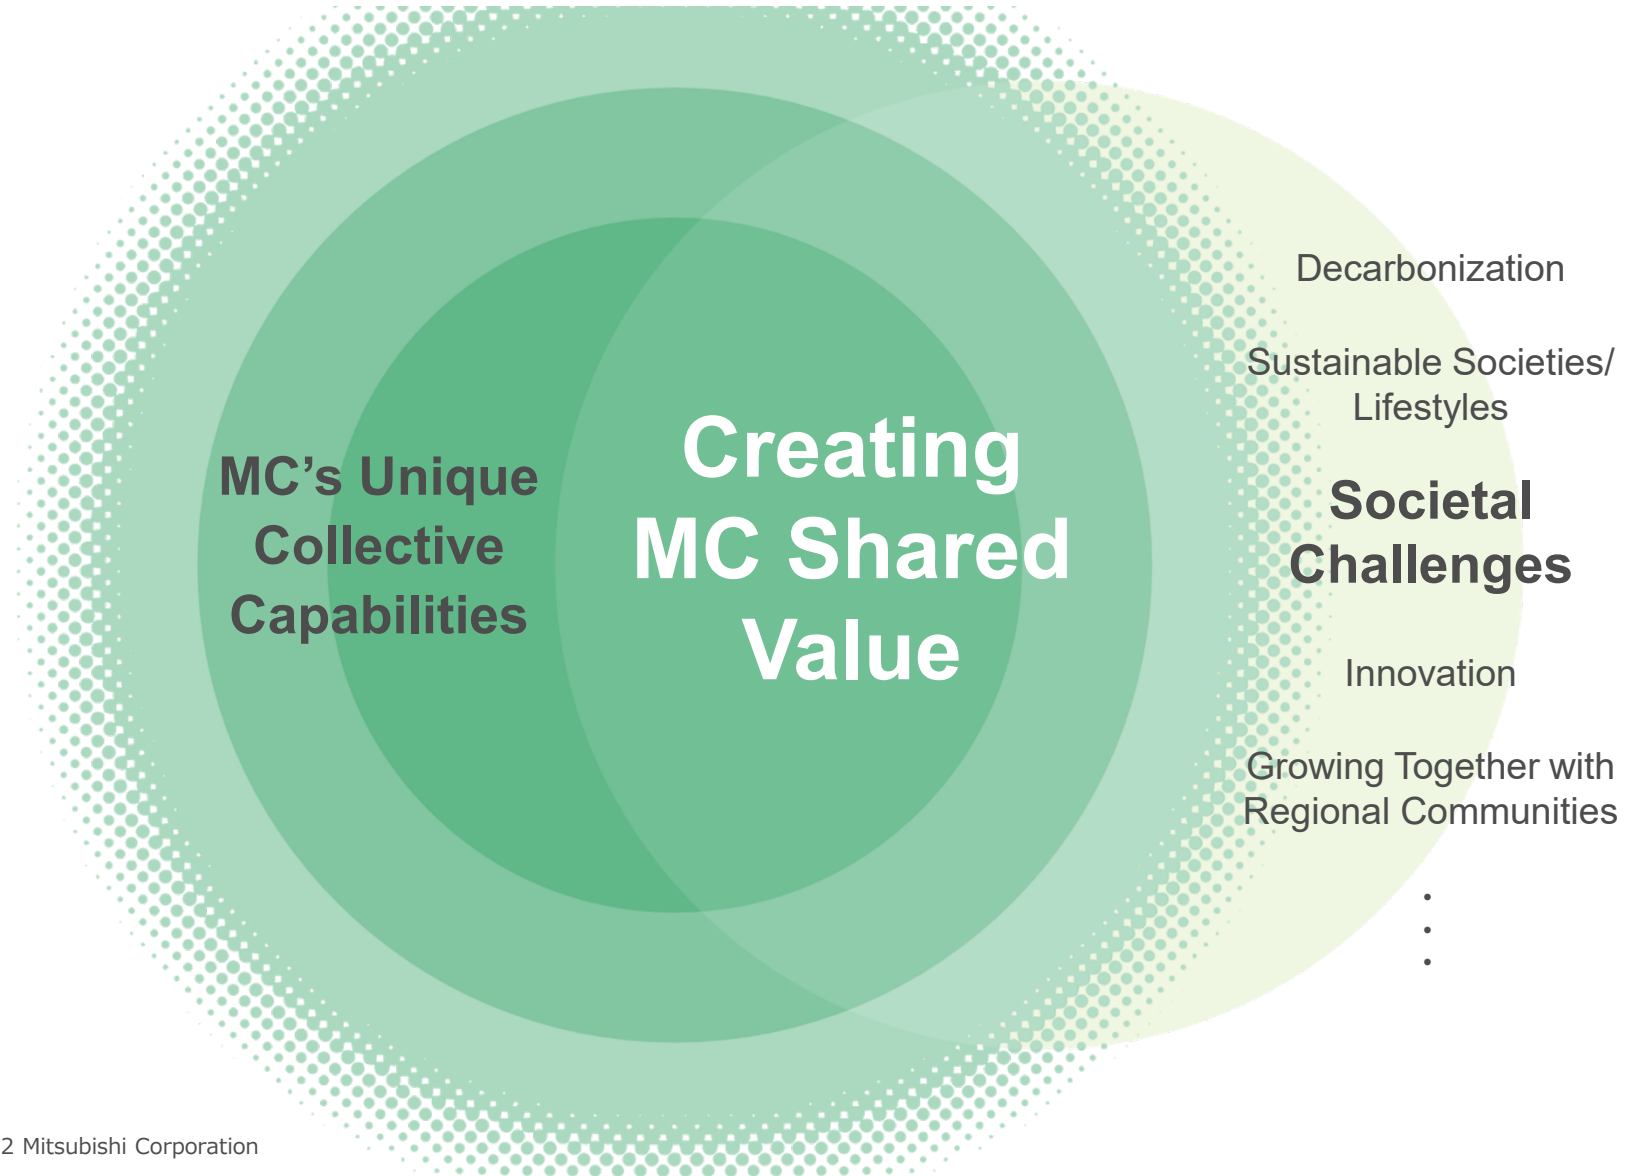 MC’s Unique
Collective
Capabilities
Creating
MC Shared
Value
Decarbonization
Sustainable Societies/
Lifestyles
Societal
Challenges
Innovation
Growing Together with
Regional Communities
・
・
・
2 Mitsubishi Corporation